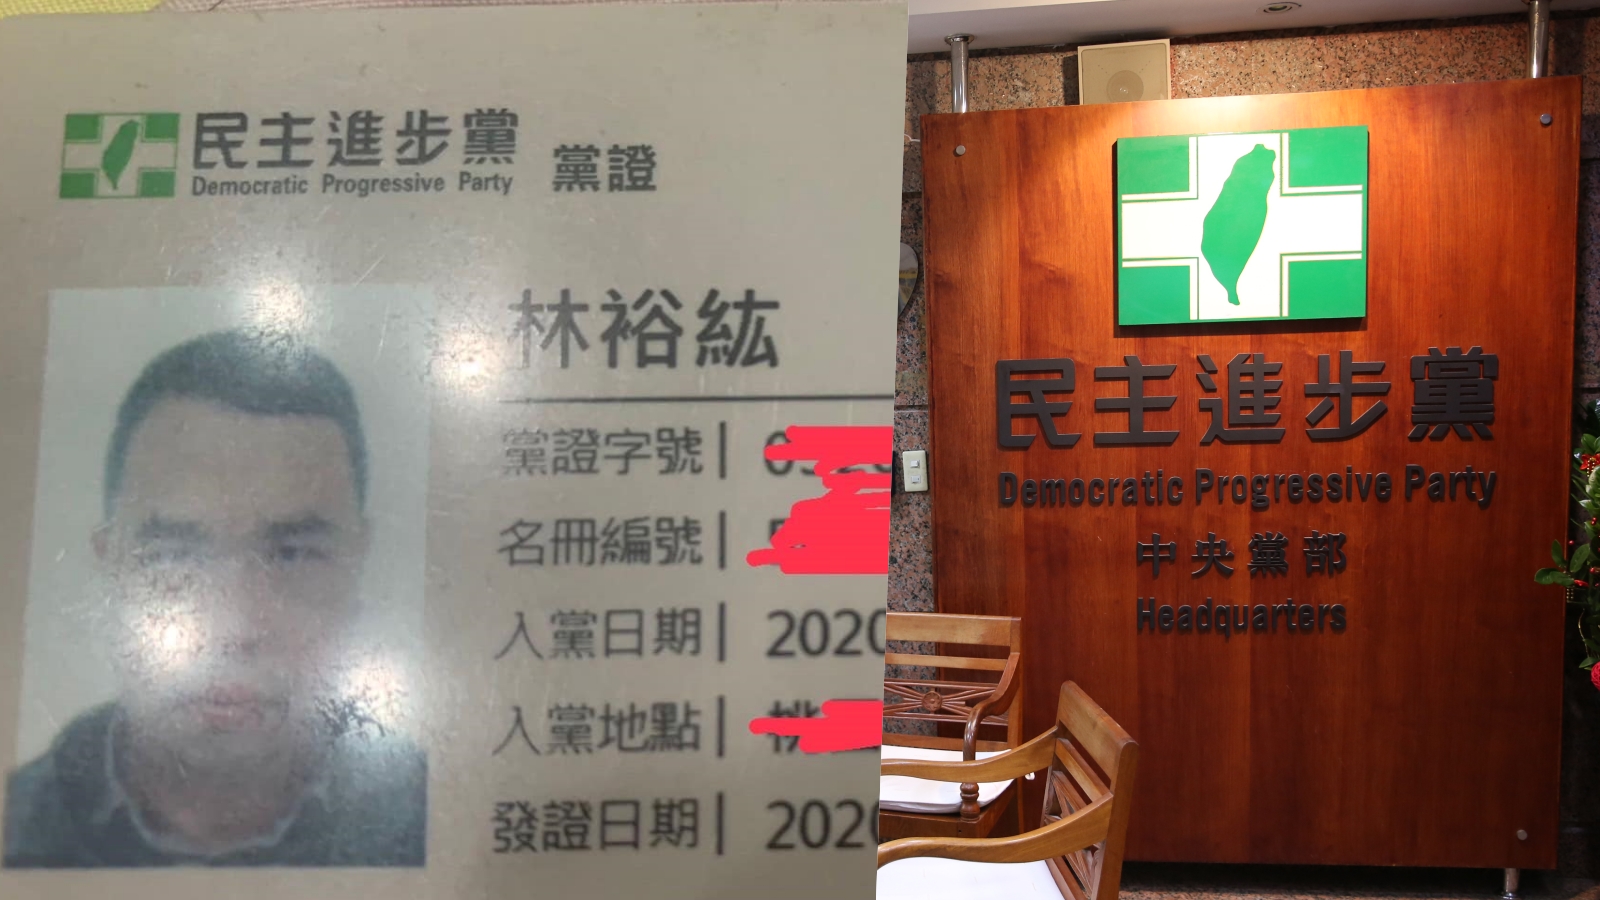 民主進步黨 黨證
Democratic Progressive Party
林裕紘
黨證字號
名冊編號
入黨日期 2020
入黨地點
發證日期 2020
民主進步黨
Democratic Progressive Party
中央黨部
Headquarters